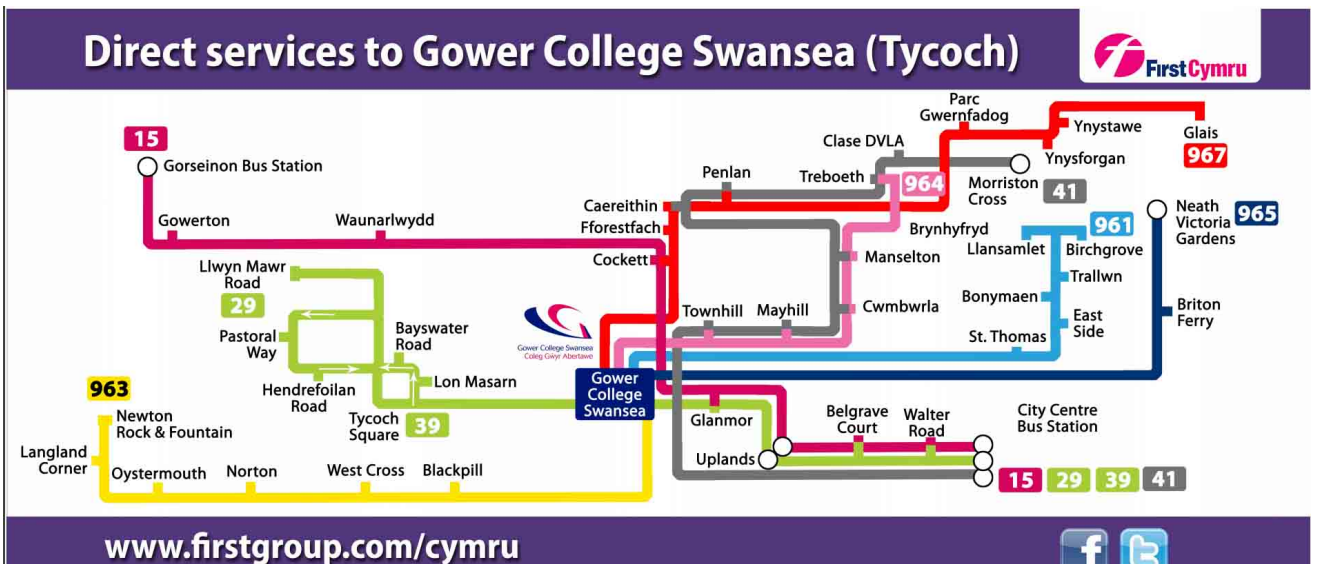 Direct services to Gower College Swansea (Tycoch)
First Cymru
15
Gorseinon Bus Station
Gowerton
Waunarlwydd
Llwyn Mawr
Road
29
Pastoral
Way
Hendrefoilan
Road
Bayswater
Road
Lon Masarn
Tycoch
Square
39
963
Newton
Rock & Fountain
Langland
Corner
Oystermouth
Norton
West Cross
Blackpill
Gower College Swansea
Coleg Gwyr Abertawe
Gower
College
Swansea
Caereithin
Fforestfach
Cockett
Penlan
Clase DVLA
Treboeth
964
Parc
Gwernfadog
Ynystawe
Ynysforgan
Glais
967
Morriston
Cross
41
Brynhyfryd
Manselton
Cwmbwrla
Townhill
Mayhill
961
Llansamlet
Birchgrove
Trallwn
Bonymaen
East
Side
St. Thomas
Neath
Victoria
Gardens
965
Briton
Ferry
Glanmor
Uplands
Belgrave
Court
Walter
Road
City Centre
Bus Station
15
29
39
41
www.firstgroup.com/cymru